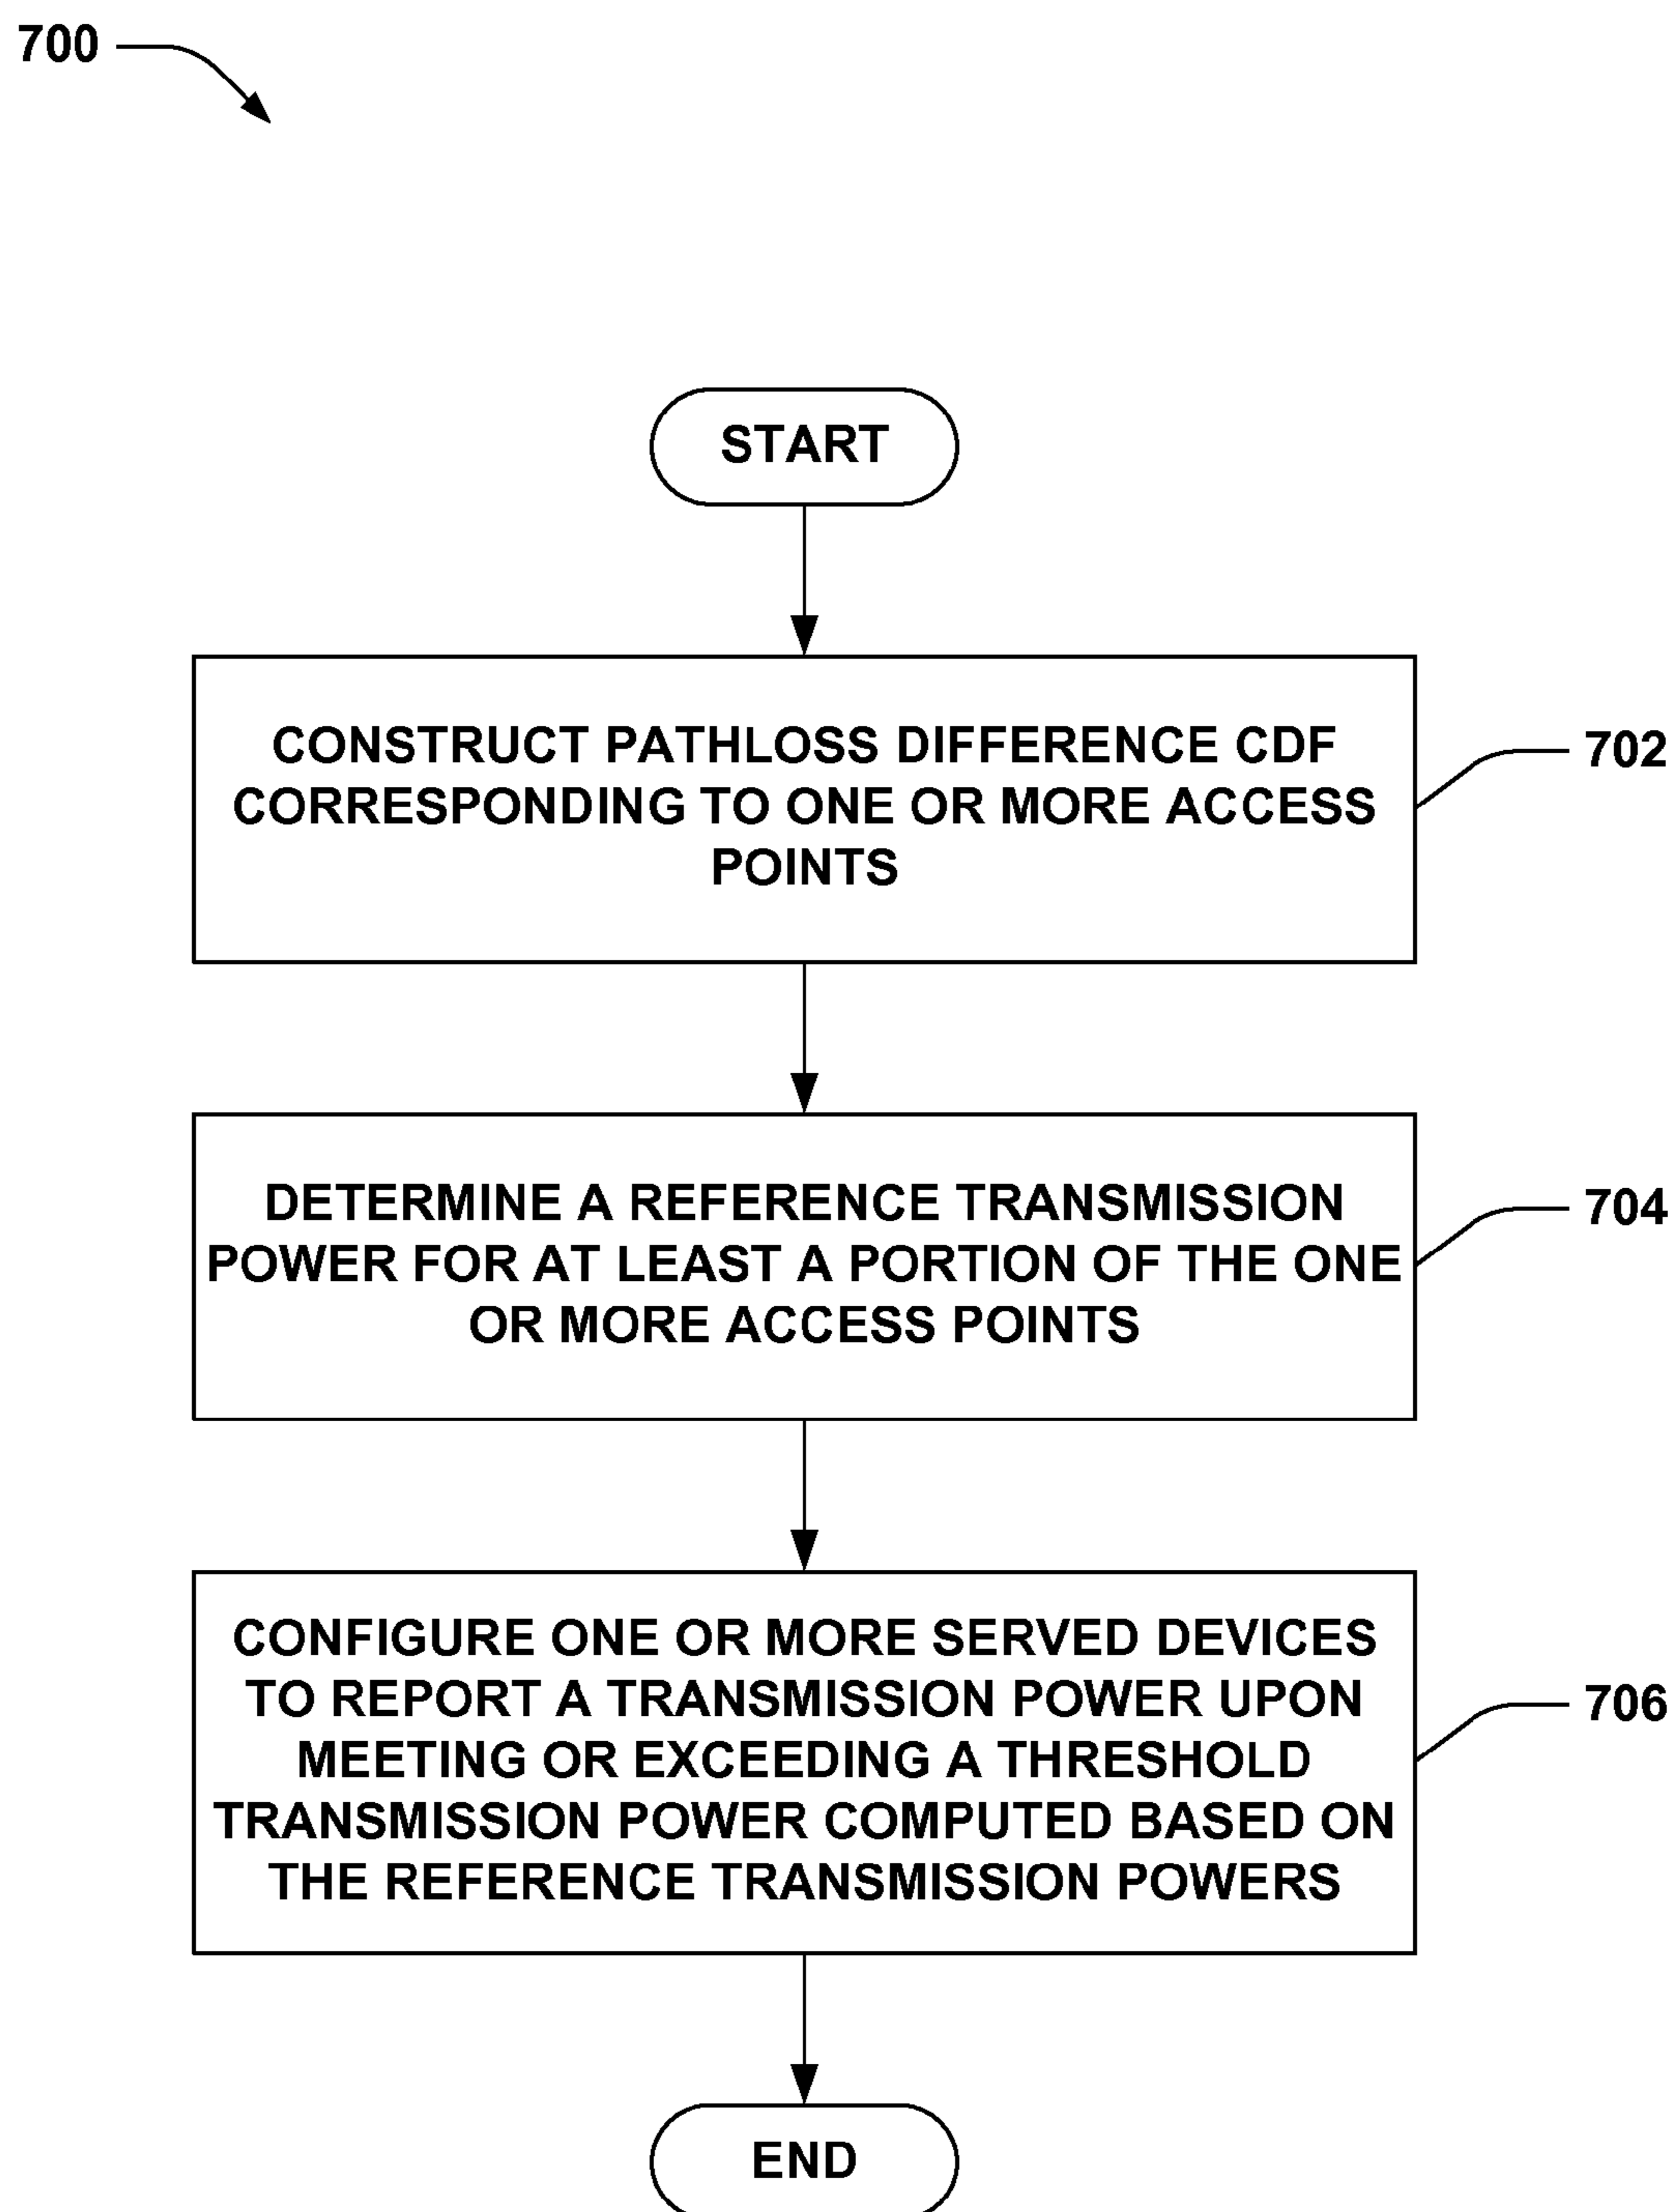 700
START
CONSTRUCT PATHLOSS DIFFERENCE CDF
CORRESPONDING TO ONE OR MORE ACCESS
POINTS
702
DETERMINE A REFERENCE TRANSMISSION
POWER FOR AT LEAST A PORTION OF THE ONE
OR MORE ACCESS POINTS
704
CONFIGURE ONE OR MORE SERVED DEVICES
TO REPORT A TRANSMISSION POWER UPON
MEETING OR EXCEEDING A THRESHOLD
TRANSMISSION POWER COMPUTED BASED ON
THE REFERENCE TRANSMISSION POWERS
706
END